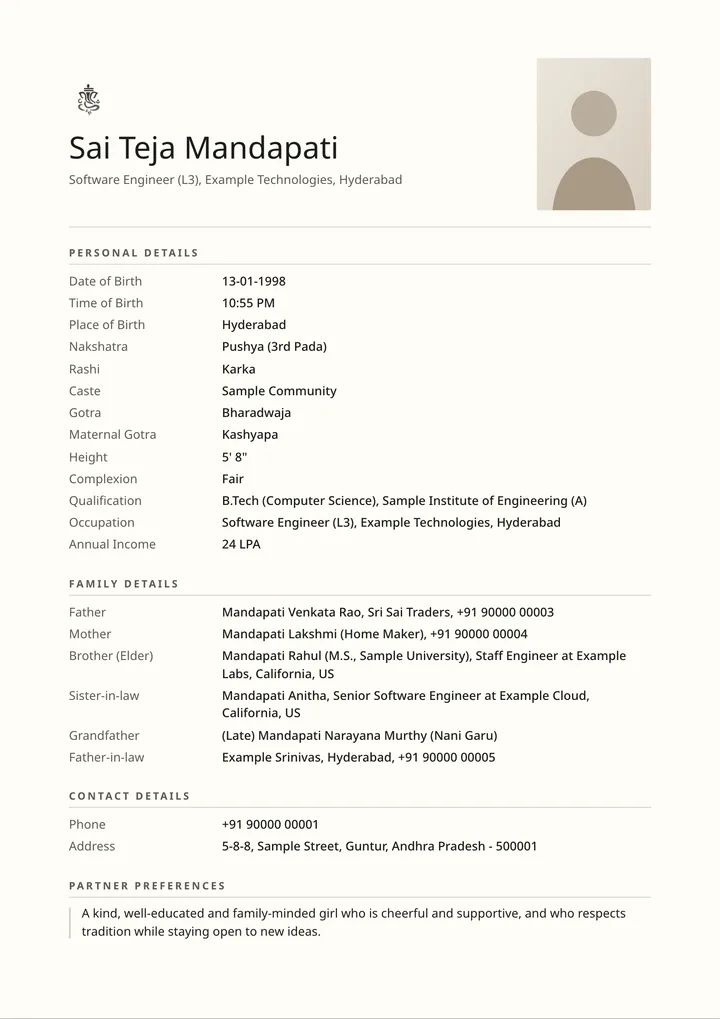 Sai Teja Mandapati
Software Engineer (L3), Example Technologies, Hyderabad
PERSONAL DETAILS
Date of Birth 13-01-1998
Time of Birth 10:55 PM
Place of Birth Hyderabad
Nakshatra Pushya (3rd Pada)
Rashi Karka
Caste Sample Community
Gotra Bharadwaja
Maternal Gotra Kashyapa
Height 5' 8"
Complexion Fair
Qualification B.Tech (Computer Science), Sample Institute of Engineering (A)
Occupation Software Engineer (L3), Example Technologies, Hyderabad
Annual Income 24 LPA
FAMILY DETAILS
Father Mandapati Venkata Rao, Sri Sai Traders, +91 90000 00003
Mother Mandapati Lakshmi (Home Maker), +91 90000 00004
Brother (Elder) Mandapati Rahul (M.S., Sample University), Staff Engineer at Example
Labs, California, US
Sister-in-law Mandapati Anitha, Senior Software Engineer at Example Cloud,
California, US
Grandfather (Late) Mandapati Narayana Murthy (Nani Garu)
Father-in-law Example Srinivas, Hyderabad, +91 90000 00005
CONTACT DETAILS
Phone +91 90000 00001
Address 5-8-8, Sample Street, Guntur, Andhra Pradesh - 500001
PARTNER PREFERENCES
A kind, well-educated and family-minded girl who is cheerful and supportive, and who respects
tradition while staying open to new ideas.